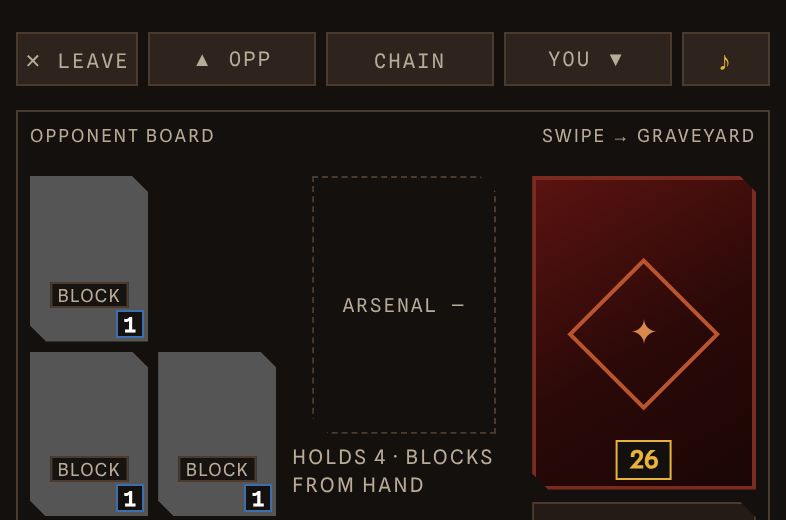 ✕ LEAVE
▲ OPP
CHAIN
YOU ▼
♪
OPPONENT BOARD
SWIPE → GRAVEYARD
BLOCK
1
ARSENAL –
✦
26
BLOCK
1
BLOCK
1
HOLDS 4 · BLOCKS
FROM HAND